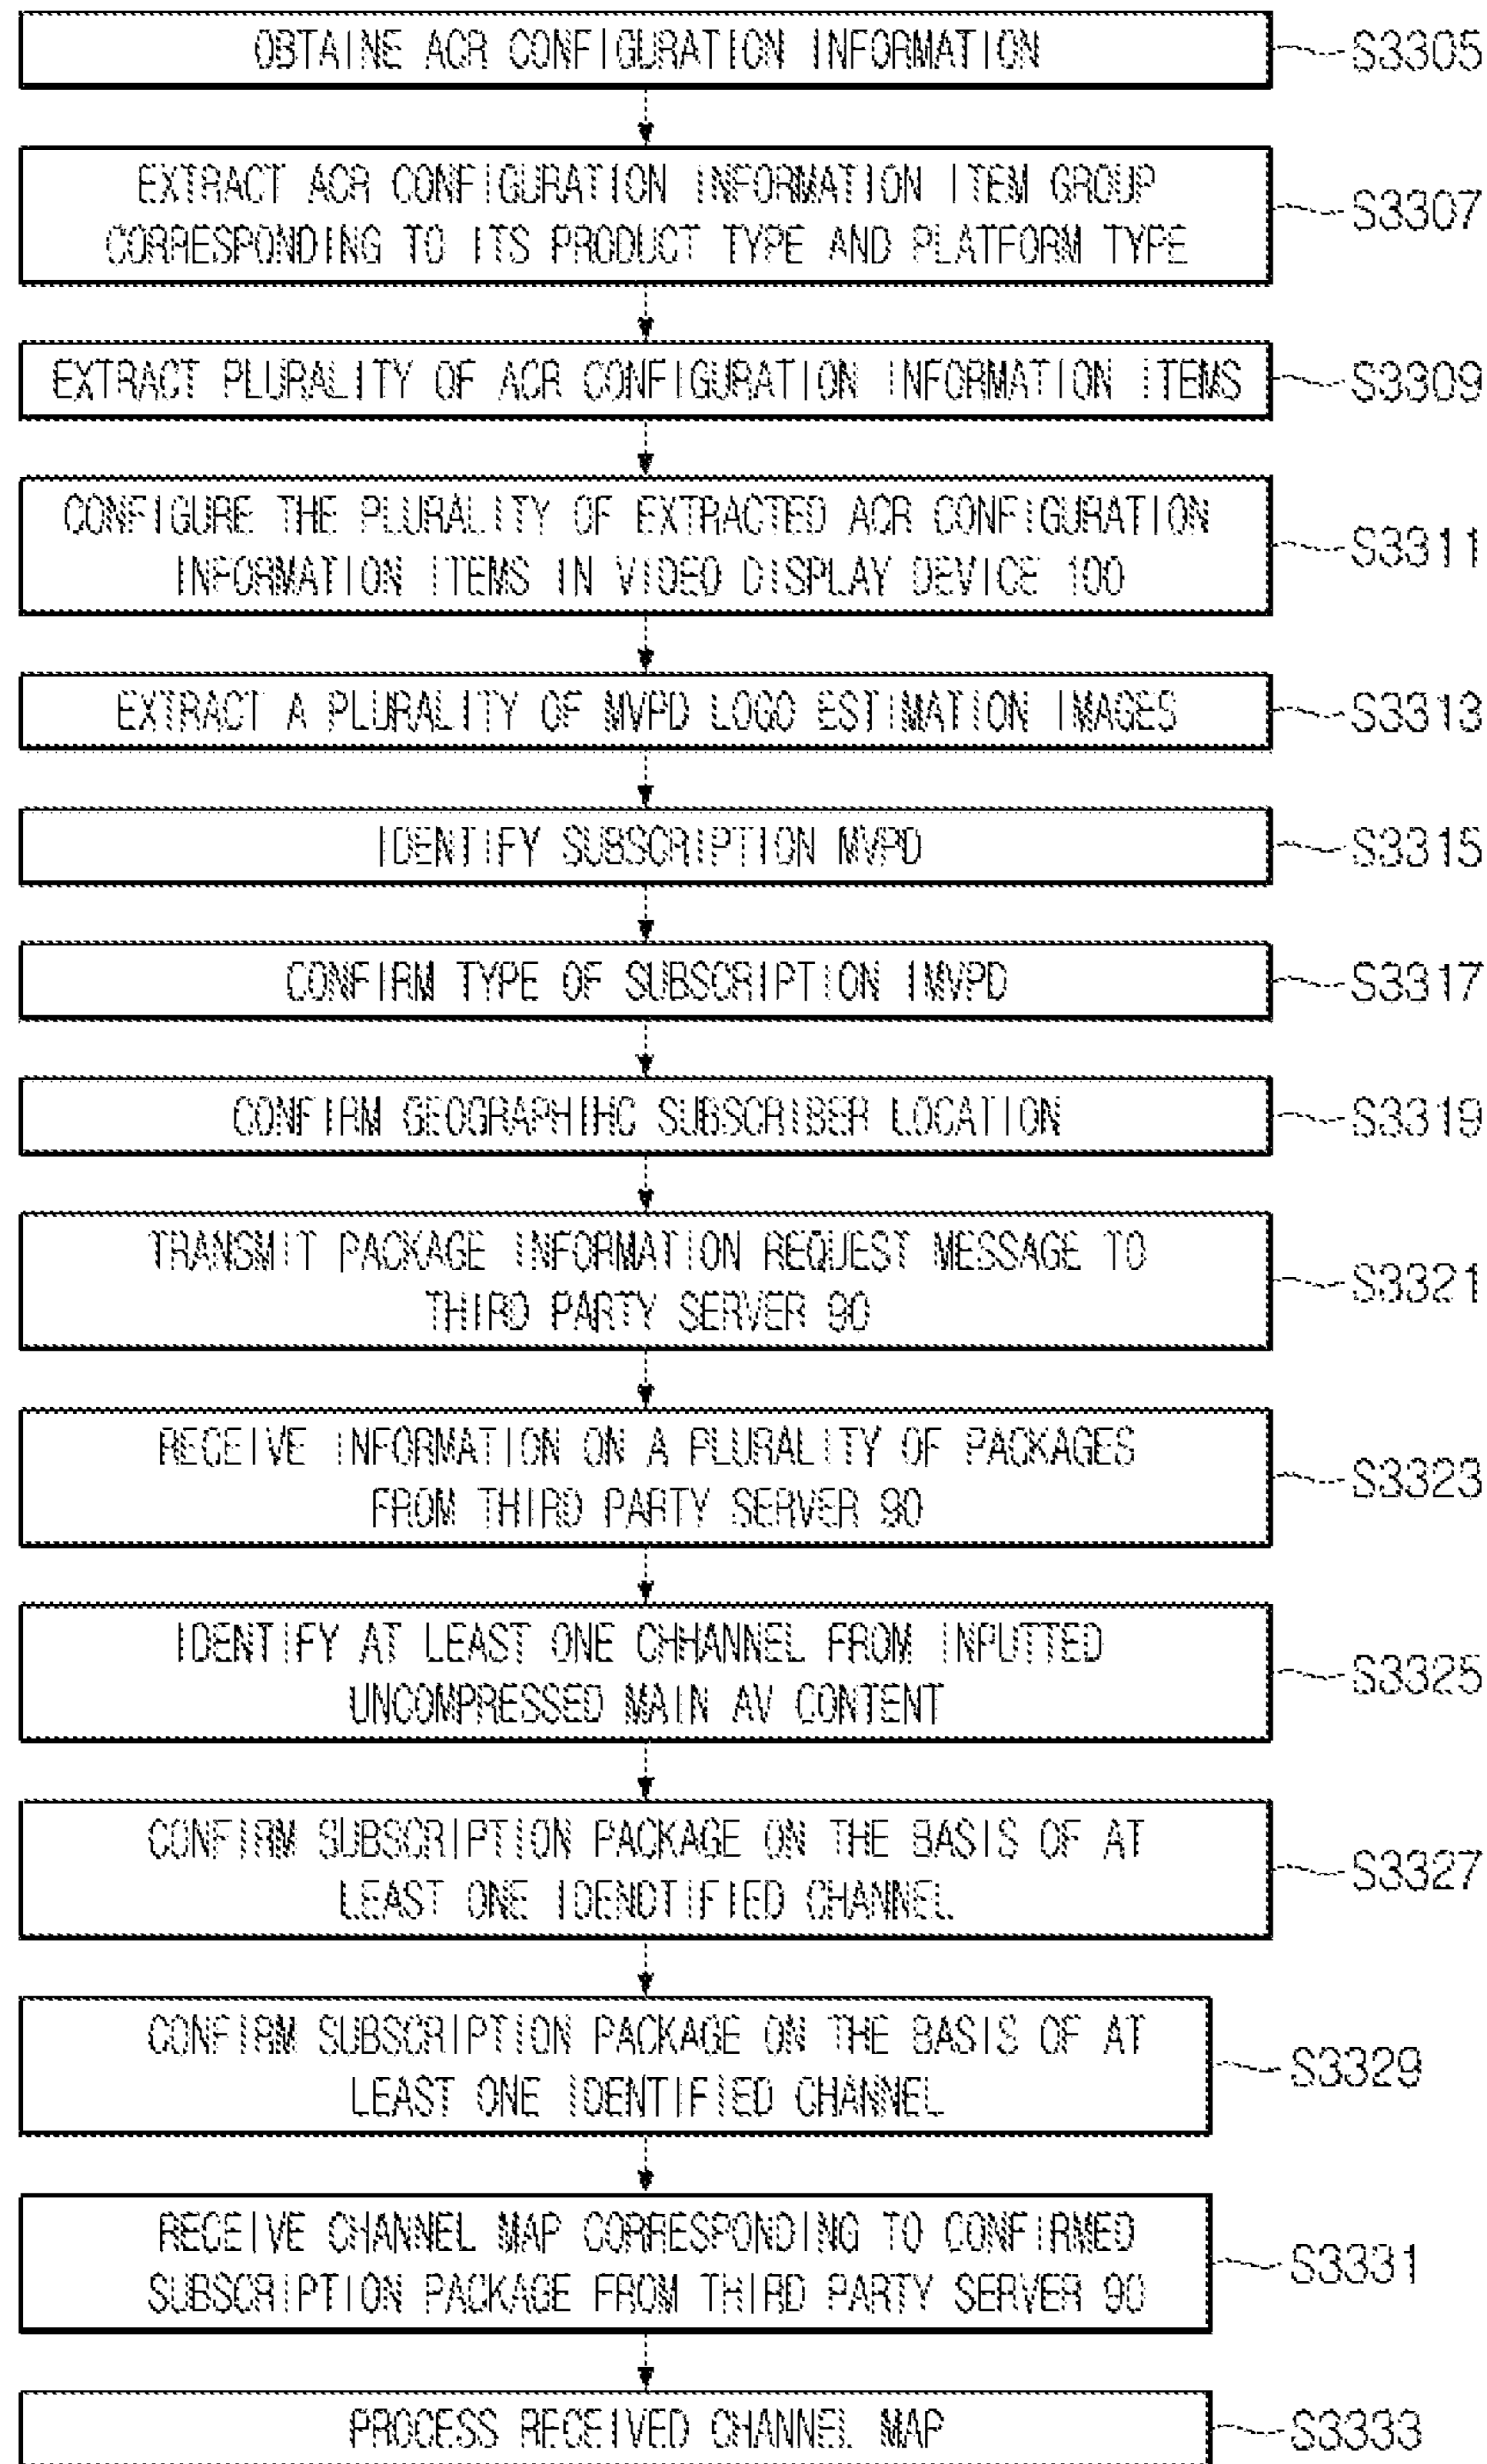 OBTAINE ACR CONFIGURATION INFORMATION
S3305
EXTRACT ACR CONFIGURATION INFORMATION ITEM GROUP
CORRESPONDING TO ITS PRODUCT TYPE AND PLATFORM TYPE
S3307
EXTRACT PLURALITY OF ACR CONFIGURATION INFORMATION ITEMS
S3309
CONFIGURE THE PLURALITY OF EXTRACTED ACR CONFIGURATION
INFORMATION ITEMS IN VIDEO DISPLAY DEVICE 100
S3311
EXTRACT A PLURALITY OF MVPD LOGO ESTIMATION IMAGES
S3313
IDENTIFY SUBSCRIPTION MVPD
S3315
CONFIRM TYPE OF SUBSCRIPTION IMVPD
S3317
CONFIRM GEOGRAPHIHC SUBSCRIBER LOCATION
S3319
TRANSMIT PACKAGE INFORMATION REQUEST MESSAGE TO
THIRD PARTY SERVER 90
S3321
RECEIVE INFORMATION ON A PLURALITY OF PACKAGES
FROM THIRD PARTY SERVER 90
S3323
IDENTIFY AT LEAST ONE CHHANNEL FROM INPUTTED
UNCOMPRESSED MAIN AV CONTENT
S3325
CONFIRM SUBSCRIPTION PACKAGE ON THE BASIS OF AT
LEAST ONE IDENDTIFIED CHANNEL
S3327
CONFIRM SUBSCRIPTION PACKAGE ON THE BASIS OF AT
LEAST ONE IDENTIFIED CHANNEL
S3329
RECEIVE CHANNEL MAP CORRESPONDING TO CONFIRMED
SUBSCRIPTION PACKAGE FROM THIRD PARTY SERVER 90
S3331
PROCESS RECEIVED CHANNEL MAP
S3333